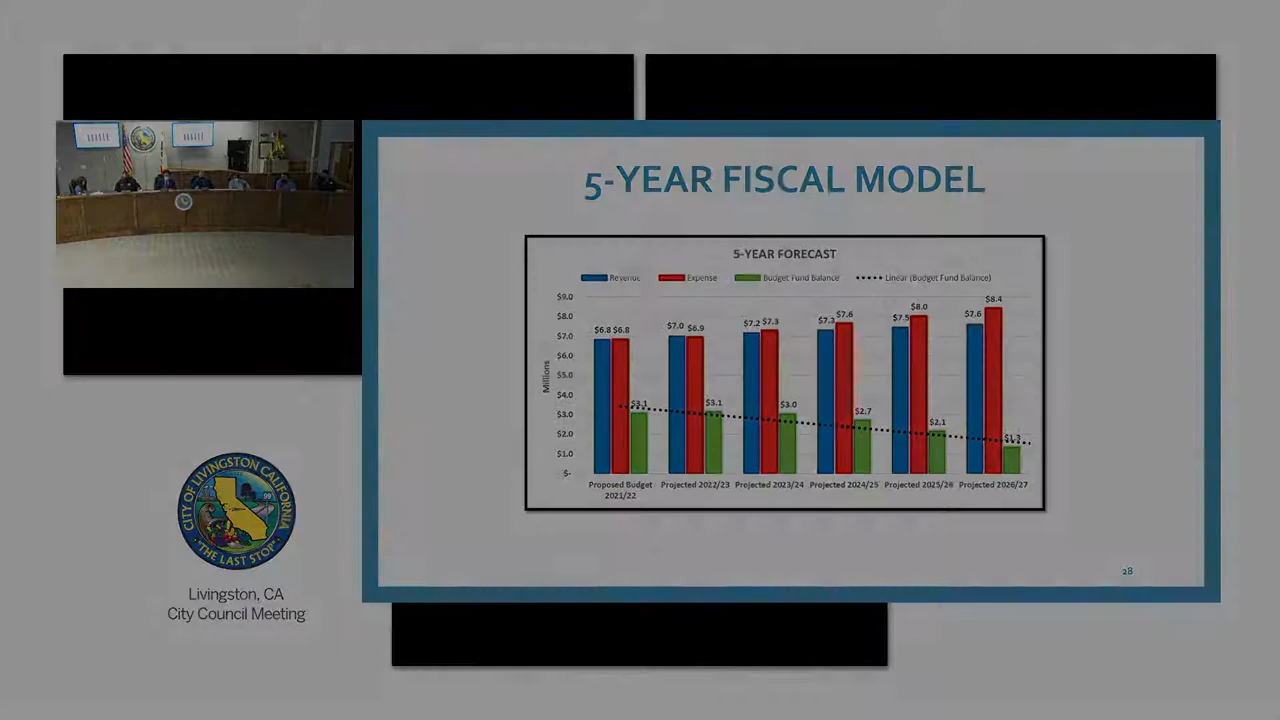 5-YEAR FISCAL MODEL
5-YEAR FORECAST
Revenue Expense Budget Fund Balance Linear (Budget Fund Balance)
Millions
$9.0
$8.0
$7.0
$6.0
$5.0
$4.0
$3.0
$2.0
$1.0
$-
$6.8 $6.8 $3.1
$7.0 $6.9 $3.1
$7.2 $7.3 $3.0
$7.3 $7.6 $2.7
$7.5 $8.0 $2.1
$7.6 $8.4 $1.3
Proposed Budget 2021/22
Projected 2022/23
Projected 2023/24
Projected 2024/25
Projected 2025/26
Projected 2026/27
28
CITY OF LIVINGSTON CALIFORNIA
99
"THE LAST STOP"
Livingston, CA
City Council Meeting